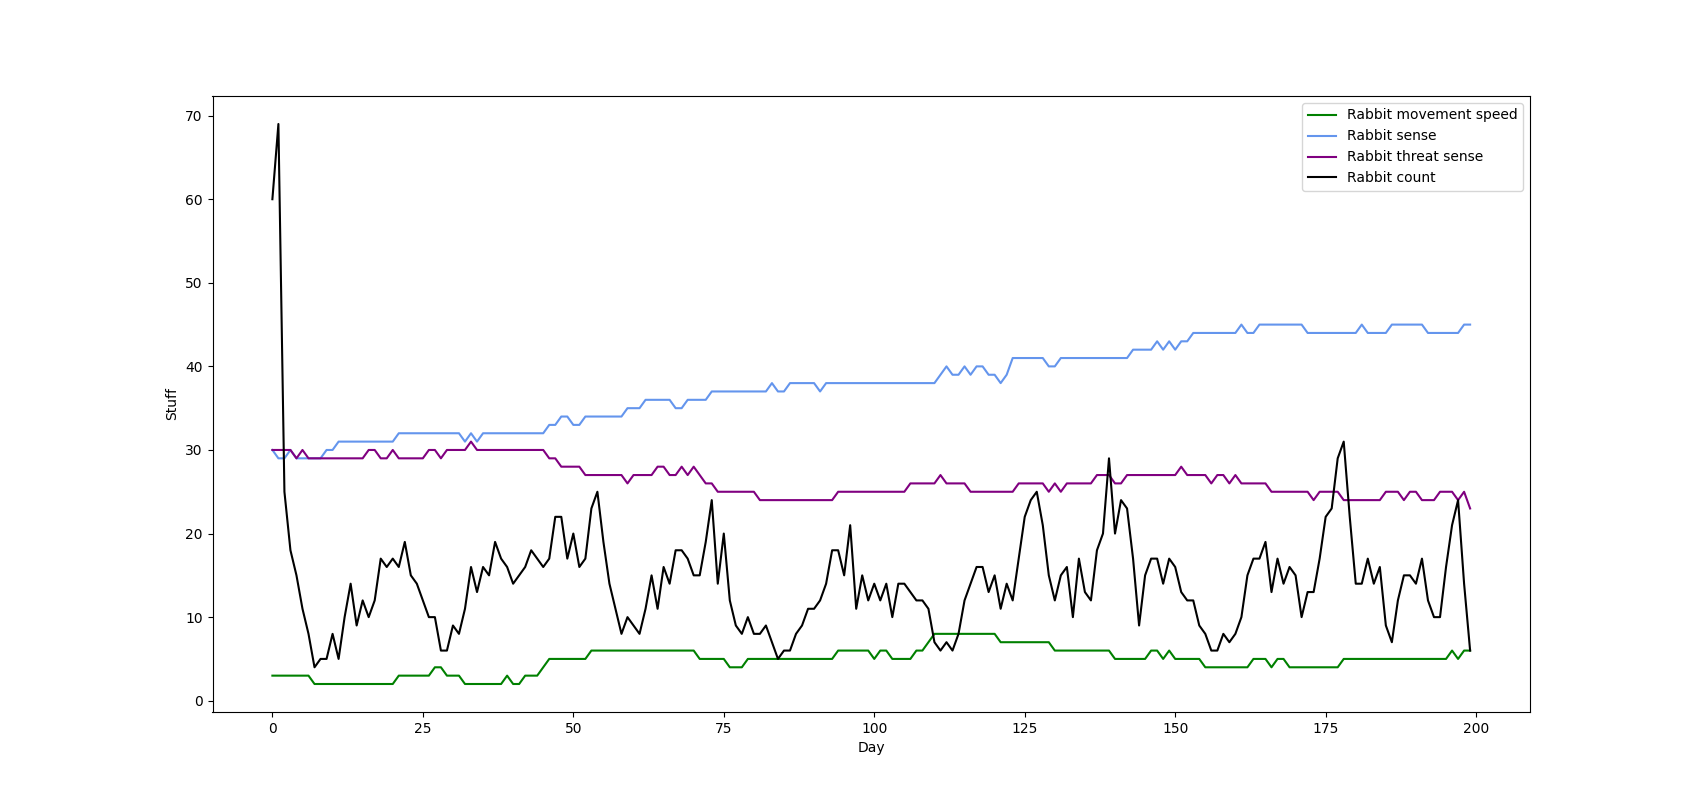 Rabbit movement speed
Rabbit sense
Rabbit threat sense
Rabbit count
70
60
50
40
30
20
10
0
Stuff
0 25 50 75 100 125 150 175 200
Day